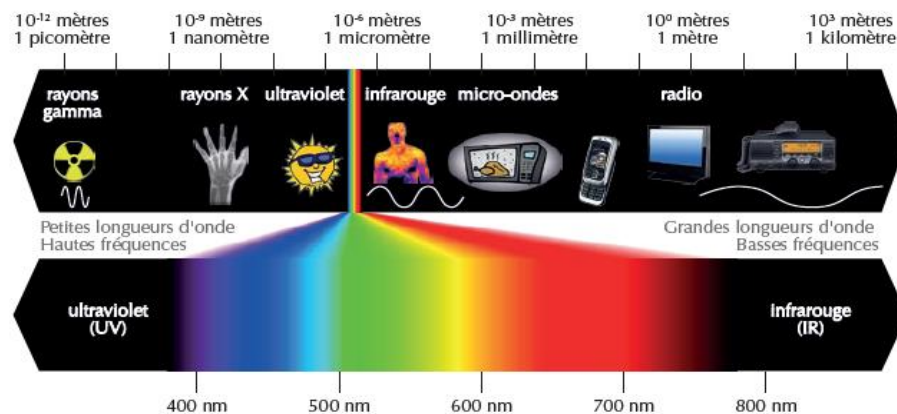 10-¹² mètres
1 picomètre
10-⁹ mètres
1 nanomètre
10-⁶ mètres
1 micromètre
10-³ mètres
1 millimètre
10⁰ mètres
1 mètre
10³ mètres
1 kilomètre
rayons
gamma
rayons X
ultraviolet
infrarouge
micro-ondes
radio
Petites longueurs d'onde
Hautes fréquences
Grandes longueurs d'onde
Basses fréquences
ultraviolet
(UV)
infrarouge
(IR)
400 nm
500 nm
600 nm
700 nm
800 nm